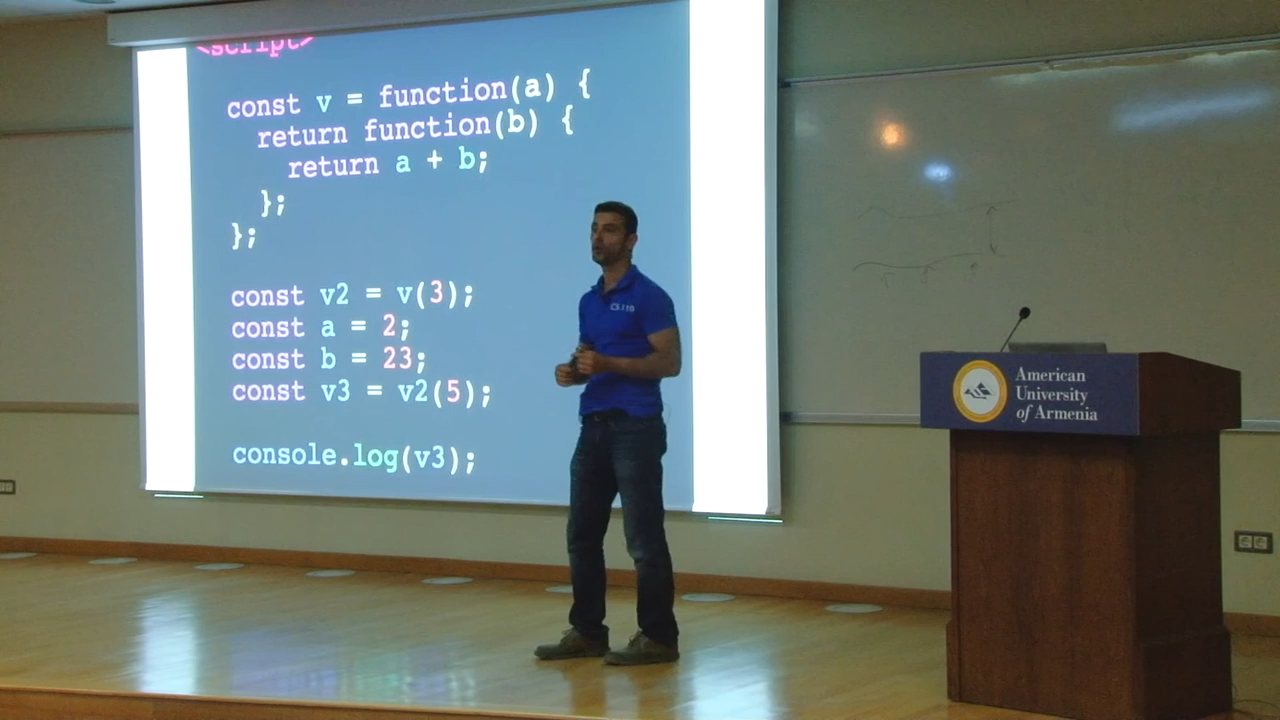 <script>
const v = function(a) {
return function(b) {
return a + b;
};
};
const v2 = v(3);
const a = 2;
const b = 23;
const v3 = v2(5);
console.log(v3);
American
University
of Armenia